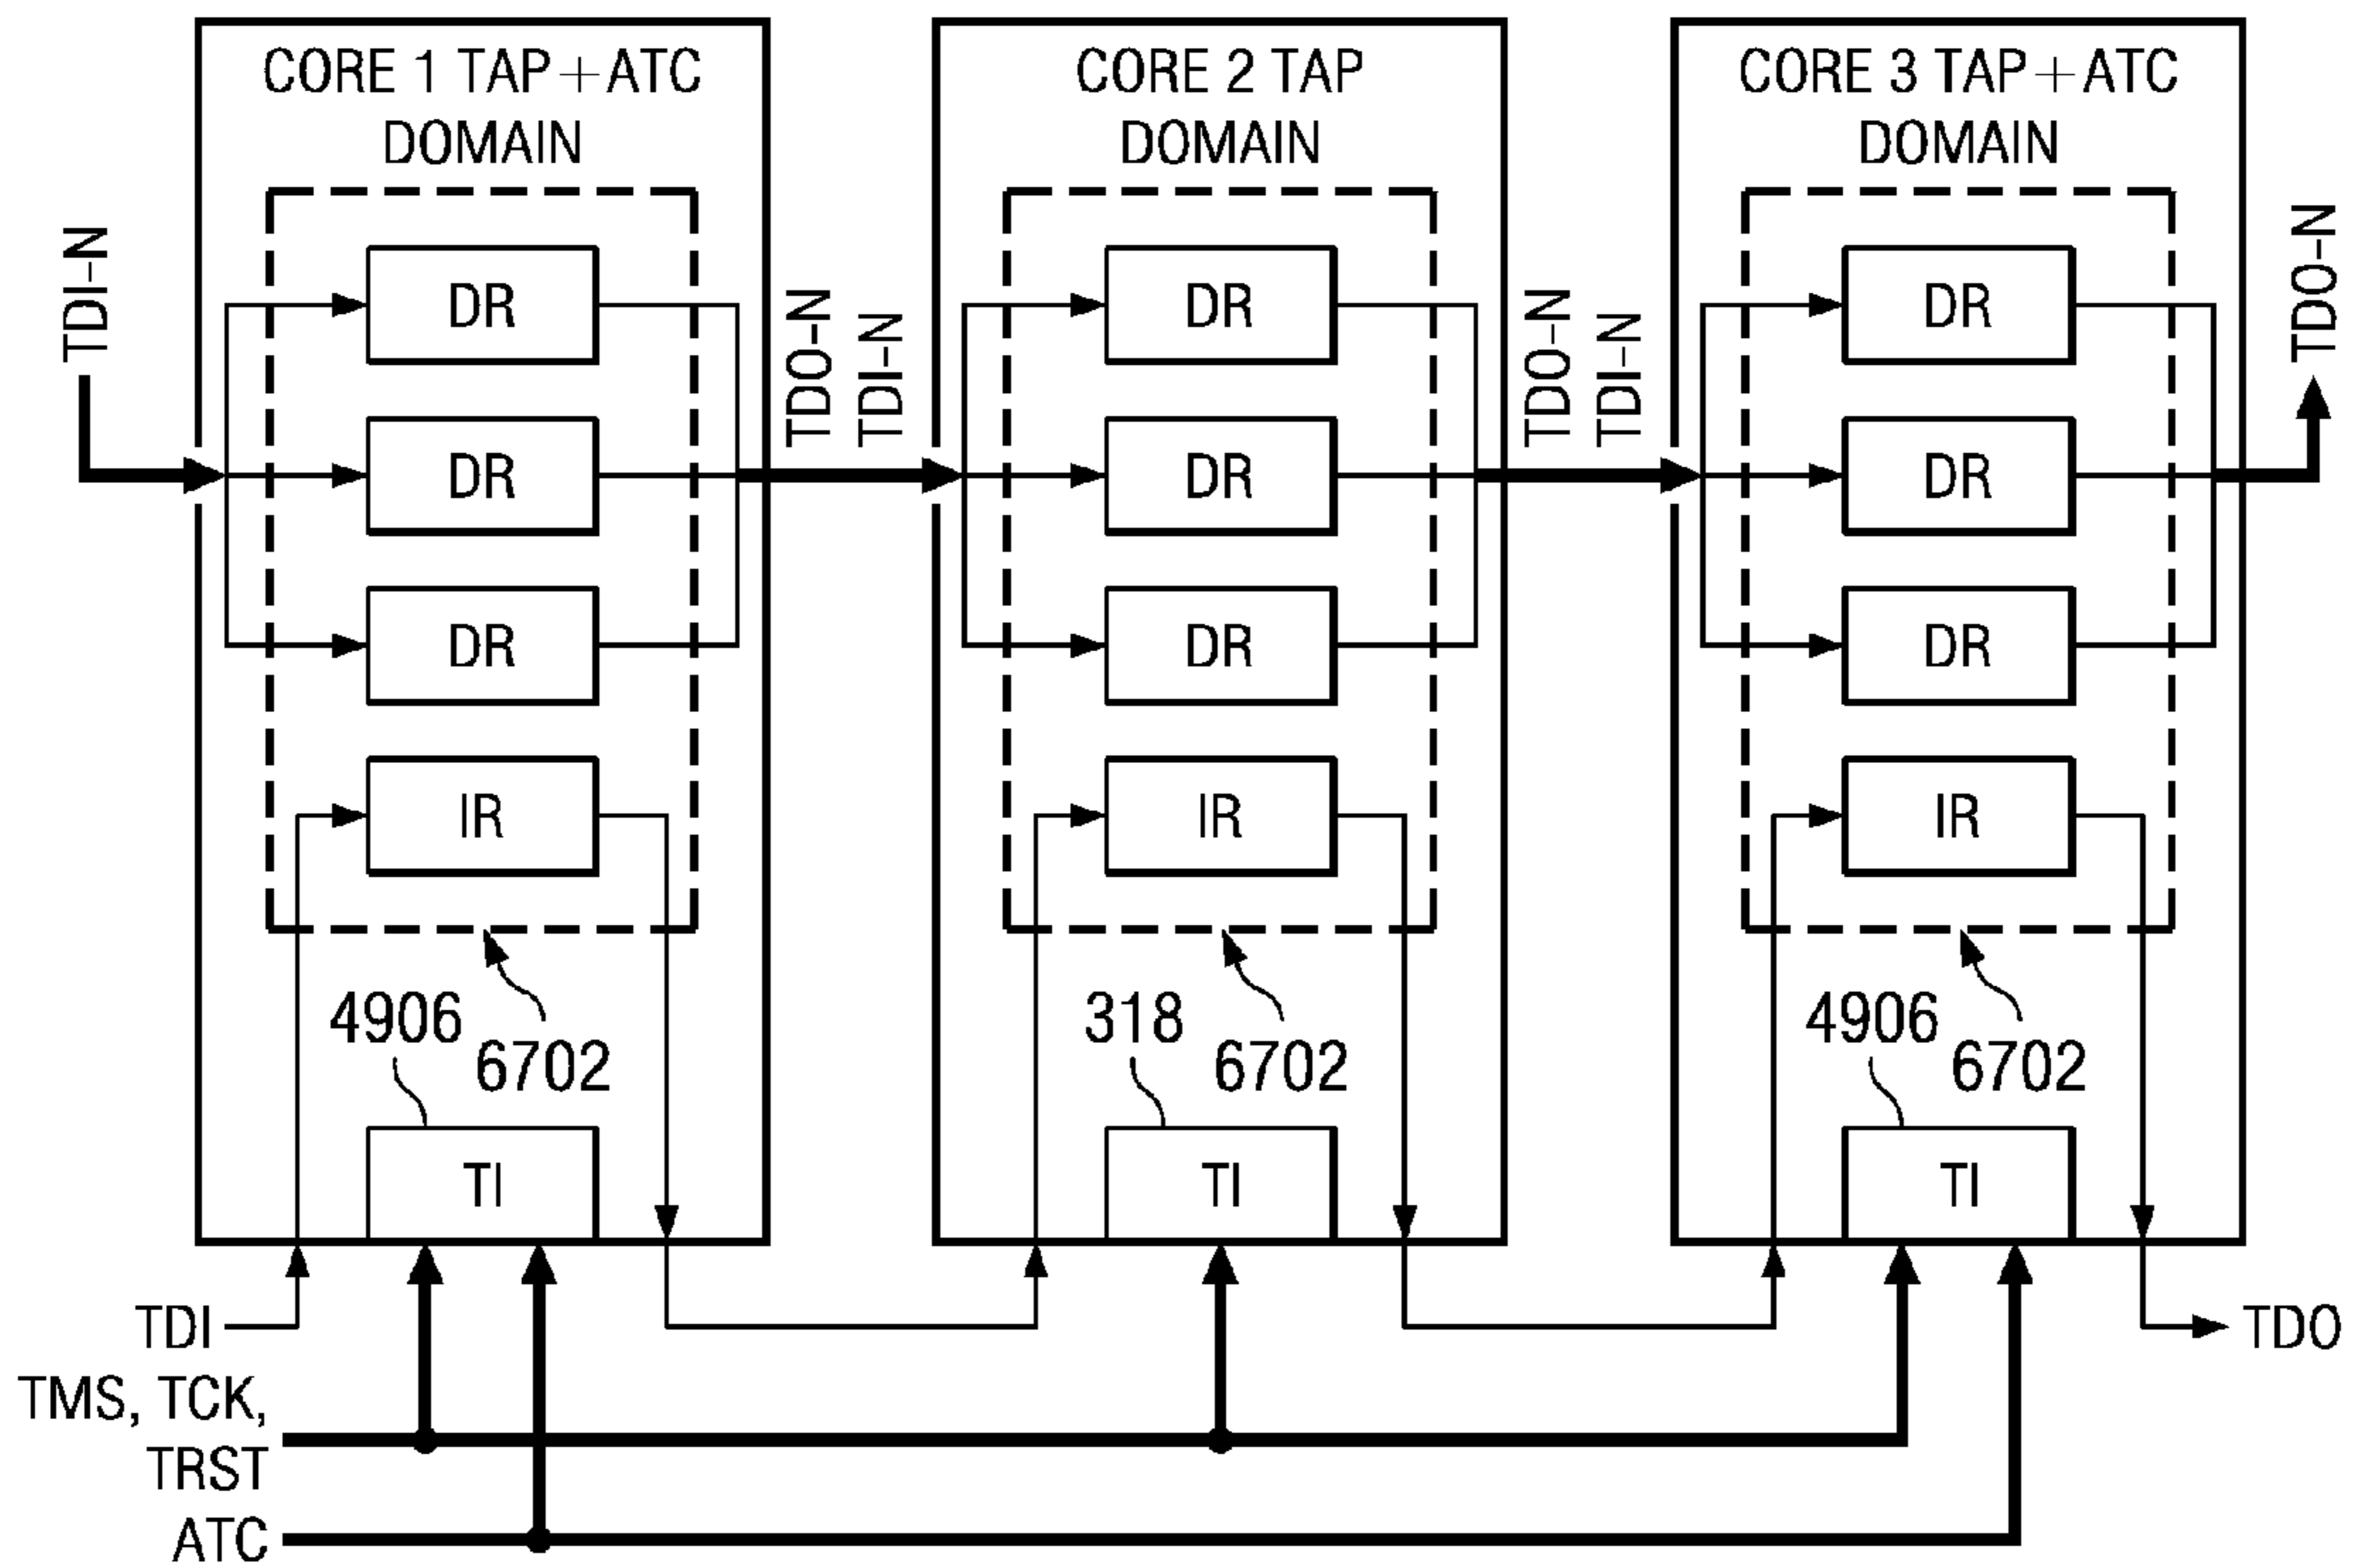 CORE 1 TAP+ATC
DOMAIN
CORE 2 TAP
DOMAIN
CORE 3 TAP+ATC
DOMAIN
TDI-N
DR
DR
DR
IR
TDO-N
TDI-N
DR
DR
DR
IR
TDO-N
TDI-N
DR
DR
DR
IR
TDO-N
4906
6702
318
6702
4906
6702
TI
TI
TI
TDI
TDO
TMS, TCK,
TRST
ATC